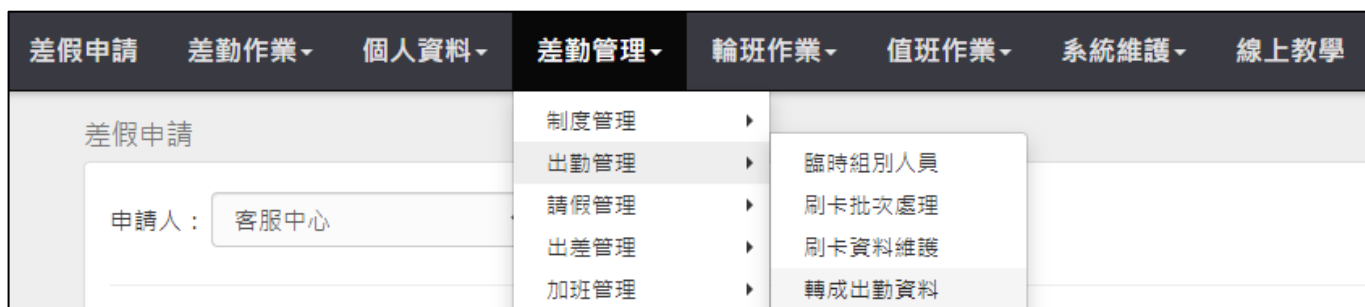 差假申請 差勤作業 個人資料 差勤管理 輪班作業 值班作業 系統維護 線上教學
差假申請
制度管理
出勤管理
臨時組別人員
申請人： 客服中心
請假管理
刷卡批次處理
出差管理
刷卡資料維護
加班管理
轉成出勤資料